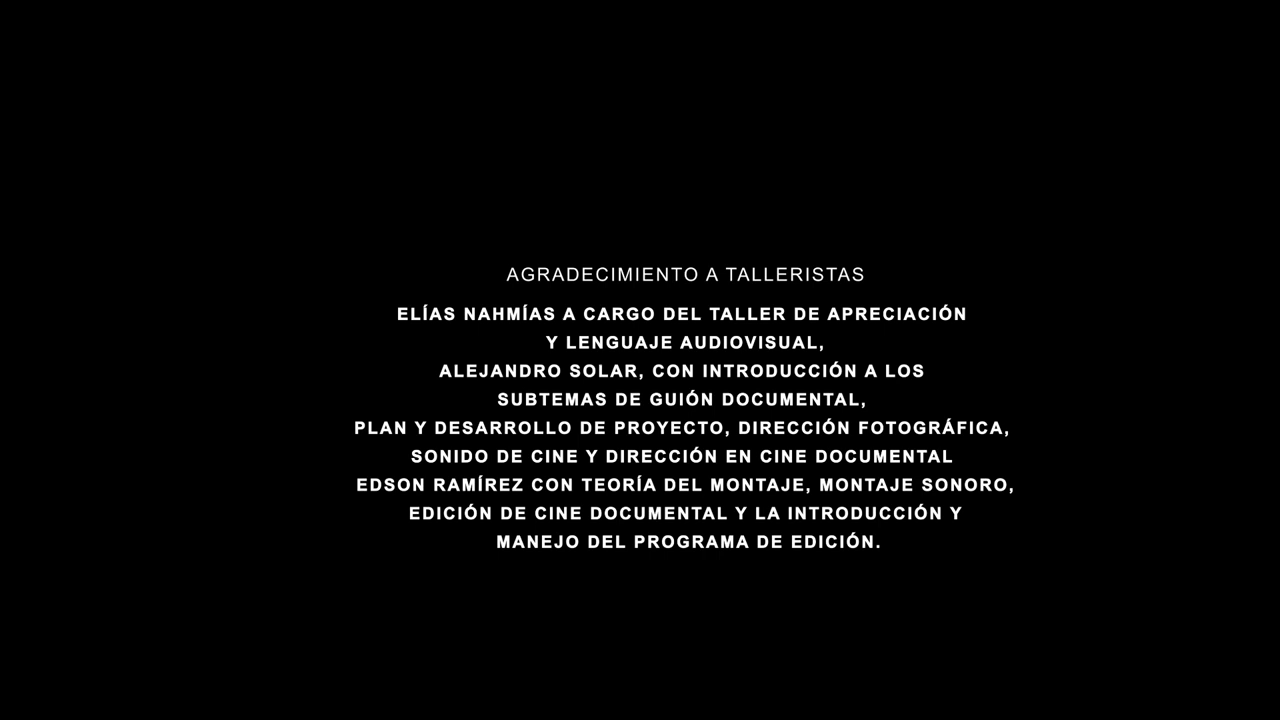 AGRADECIMIENTO A TALLERISTAS
ELÍAS NAHMÍAS A CARGO DEL TALLER DE APRECIACIÓN
Y LENGUAJE AUDIOVISUAL,
ALEJANDRO SOLAR, CON INTRODUCCIÓN A LOS
SUBTEMAS DE GUIÓN DOCUMENTAL,
PLAN Y DESARROLLO DE PROYECTO, DIRECCIÓN FOTOGRÁFICA,
SONIDO DE CINE Y DIRECCIÓN EN CINE DOCUMENTAL
EDSON RAMÍREZ CON TEORÍA DEL MONTAJE, MONTAJE SONORO,
EDICIÓN DE CINE DOCUMENTAL Y LA INTRODUCCIÓN Y
MANEJO DEL PROGRAMA DE EDICIÓN.